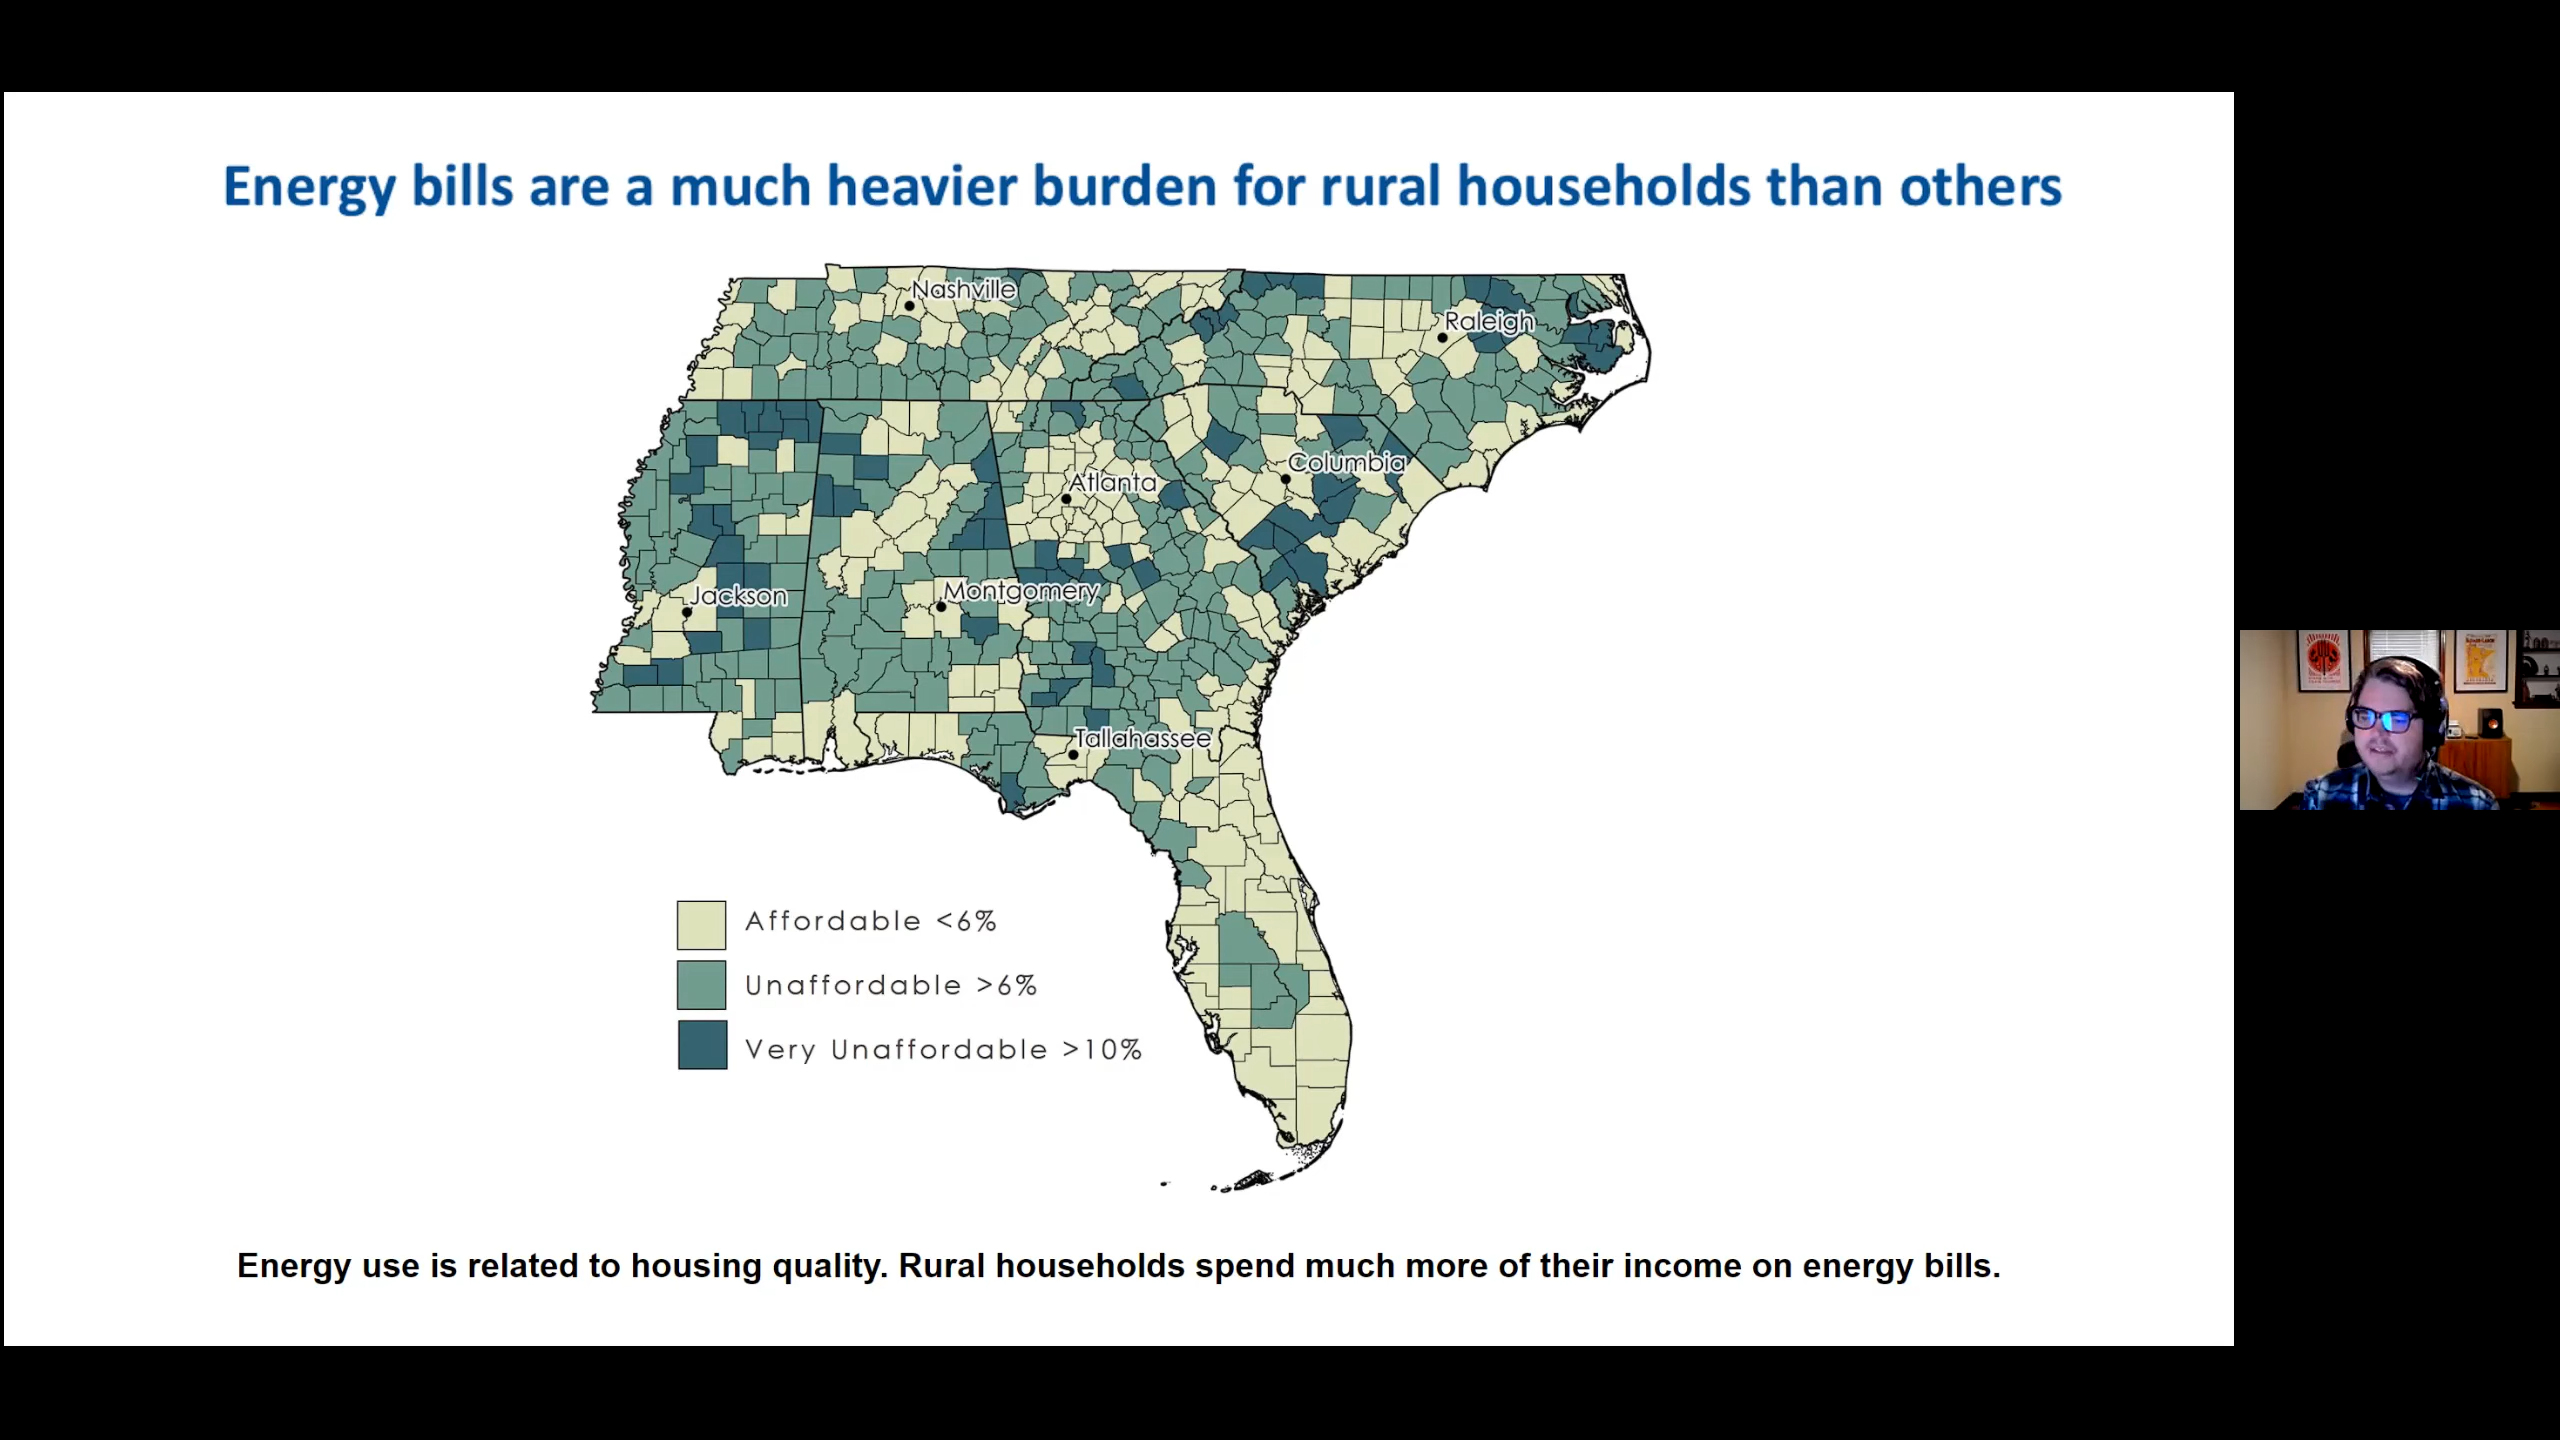 Energy bills are a much heavier burden for rural households than others
Nashville
Raleigh
Columbia
Atlanta
Jackson
Montgomery
Tallahassee
Affordable <6%
Unaffordable >6%
Very Unaffordable >10%
Energy use is related to housing quality. Rural households spend much more of their income on energy bills.